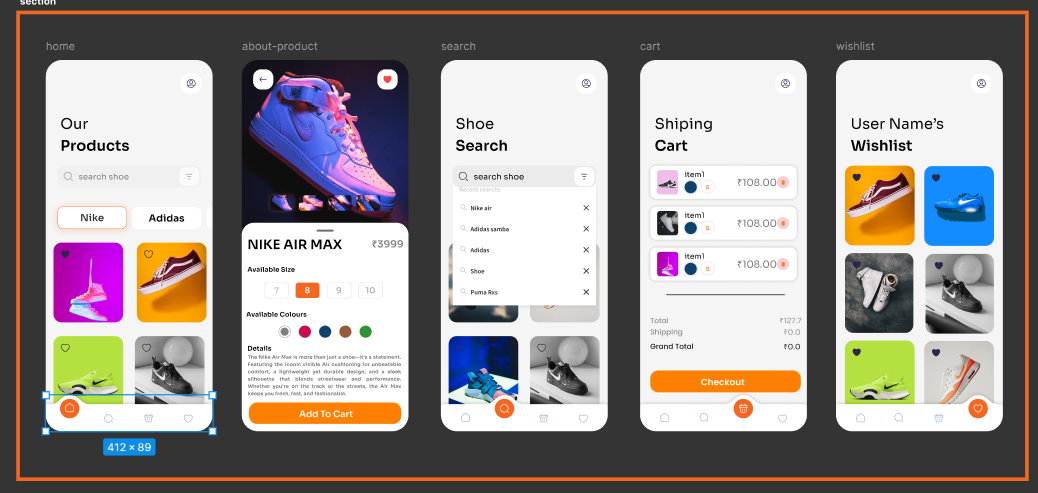 section
home
Our
Products
search shoe
Nike
Adidas
412 × 89
about-product
NIKE AIR MAX
₹3999
Available Size
7
8
9
10
Available Colours
Details
The Nike Air Max is more than just a shoe—it's a statement.
Featuring the iconic visible Air cushioning for unbeatable
comfort, a lightweight yet durable design, and a sleek
silhouette that blends streetwear and performance.
Whether you're on the track or the streets, the Air Max
keeps you fresh, fast, and fashionable.
Add To Cart
search
Shoe
Search
search shoe
Recent searchs
Nike air
Adidas samba
Adidas
Shoe
Puma Rxs
cart
Shiping
Cart
item1
S
₹108.00
item1
S
₹108.00
item1
S
₹108.00
Total
₹127.7
Shipping
₹0.0
Grand Total
₹0.0
Checkout
wishlist
User Name's
Wishlist